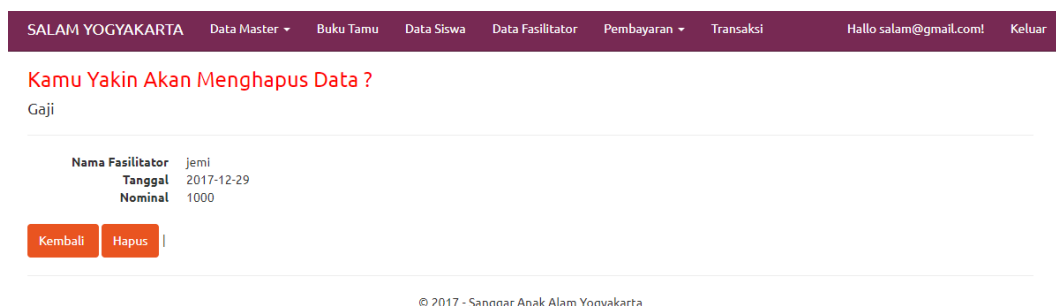 SALAM YOGYAKARTA Data Master Buku Tamu Data Siswa Data Fasilitator Pembayaran Transaksi Hallo salam@gmail.com! Keluar
Kamu Yakin Akan Menghapus Data ?
Gaji
Nama Fasilitator jemi
Tanggal 2017-12-29
Nominal 1000
Kembali Hapus |
© 2017 - Sanggar Anak Alam Yogyakarta